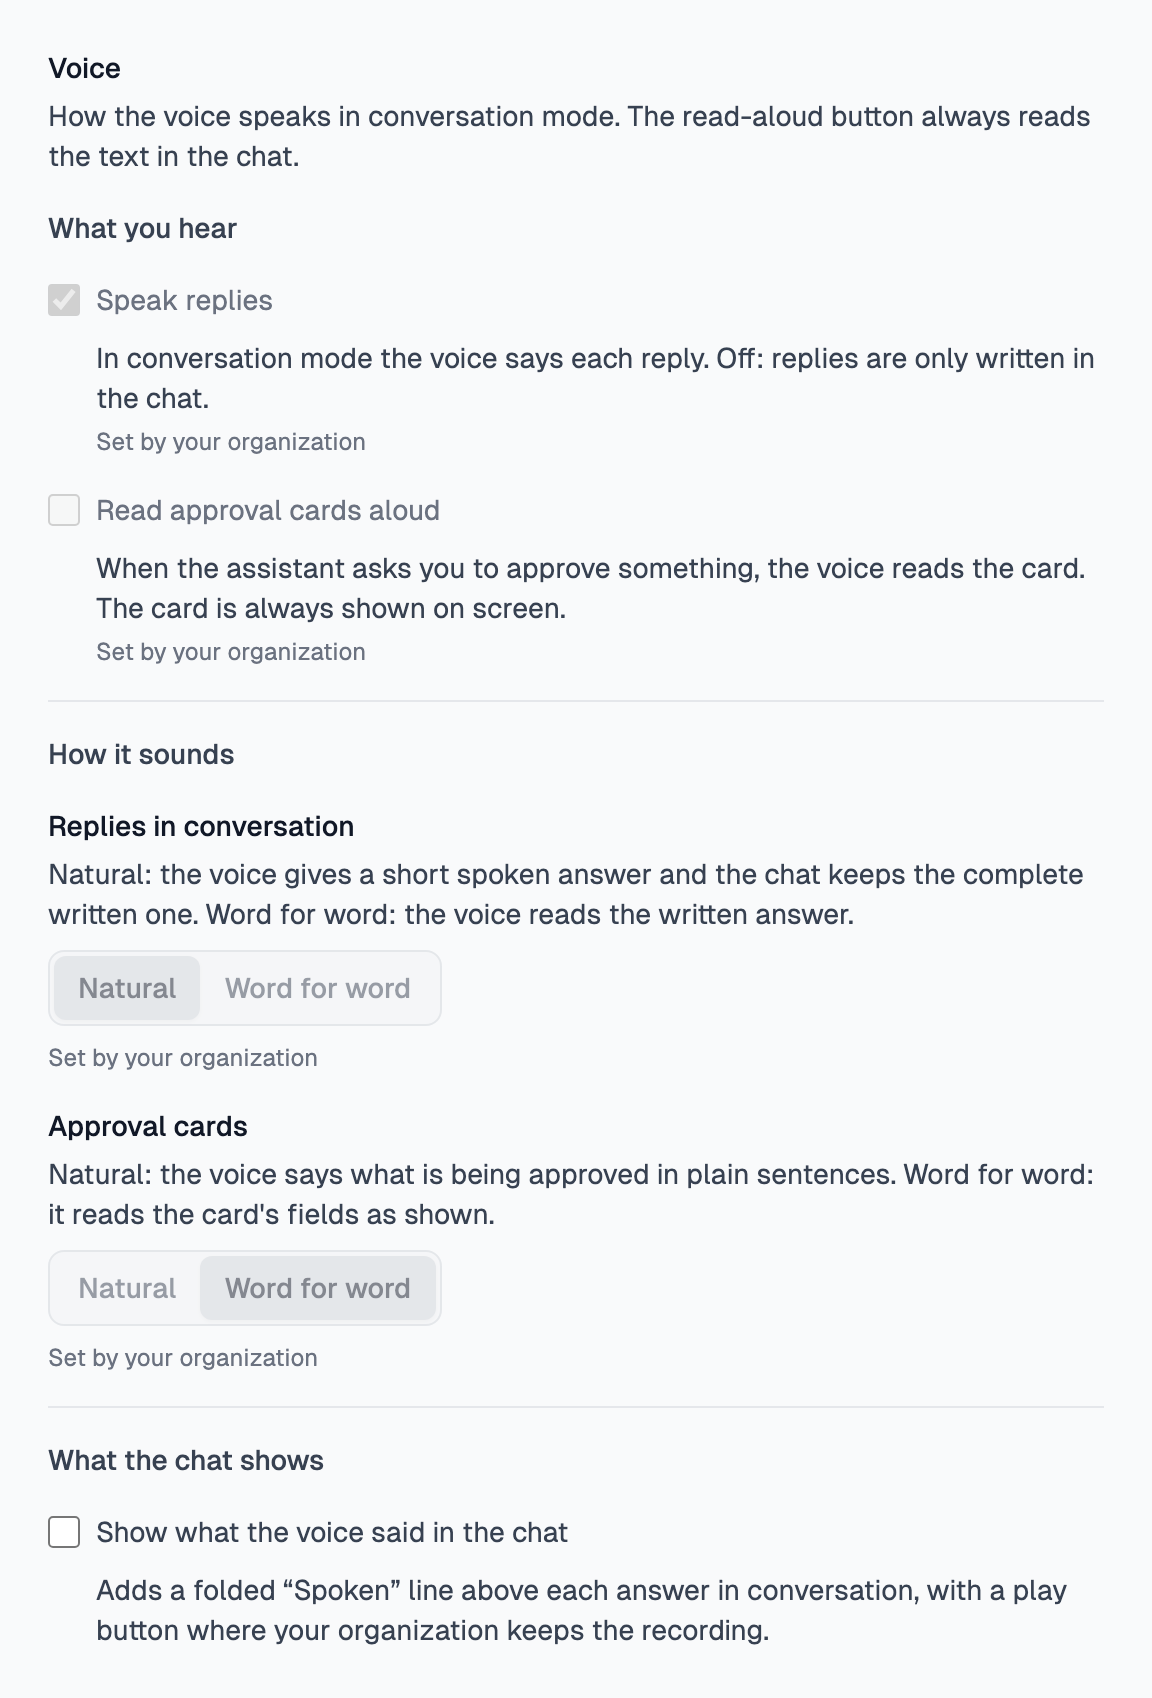 Voice
How the voice speaks in conversation mode. The read-aloud button always reads
the text in the chat.
What you hear
Speak replies
In conversation mode the voice says each reply. Off: replies are only written in
the chat.
Set by your organization
Read approval cards aloud
When the assistant asks you to approve something, the voice reads the card.
The card is always shown on screen.
Set by your organization
How it sounds
Replies in conversation
Natural: the voice gives a short spoken answer and the chat keeps the complete
written one. Word for word: the voice reads the written answer.
Natural Word for word
Set by your organization
Approval cards
Natural: the voice says what is being approved in plain sentences. Word for word:
it reads the card's fields as shown.
Natural Word for word
Set by your organization
What the chat shows
Show what the voice said in the chat
Adds a folded “Spoken” line above each answer in conversation, with a play
button where your organization keeps the recording.